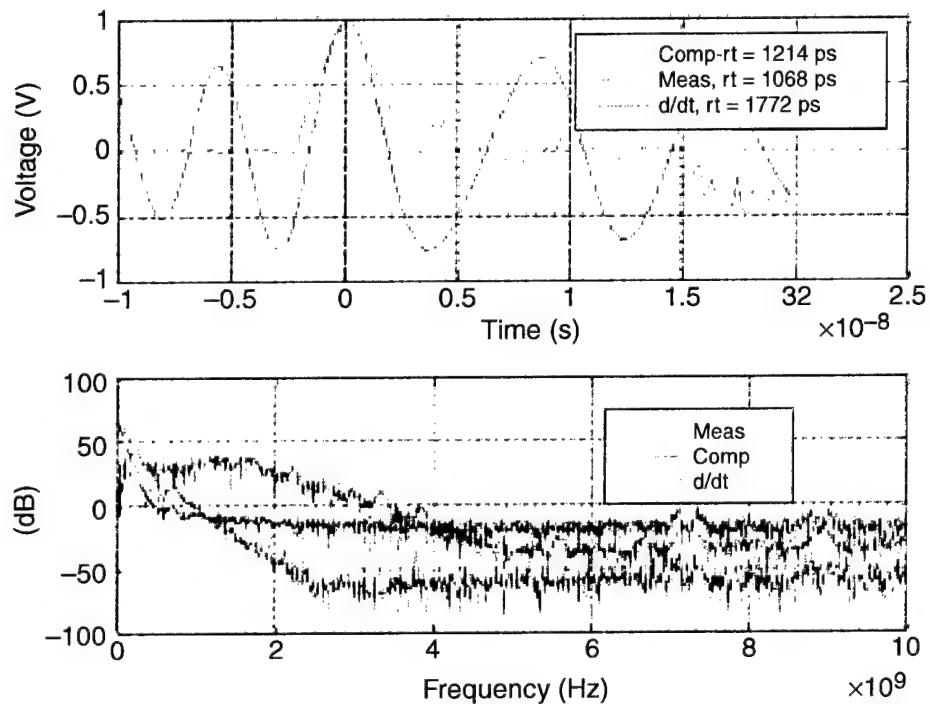 1
0.5
0
−0.5
−1
Voltage (V)
Comp-rt = 1214 ps
Meas, rt = 1068 ps
d/dt, rt = 1772 ps
−1
−0.5
0
0.5
1
1.5
32
2.5
Time (s)
×10⁻⁸
100
50
0
−50
−100
(dB)
Meas
Comp
d/dt
0
2
4
6
8
10
Frequency (Hz)
×10⁹